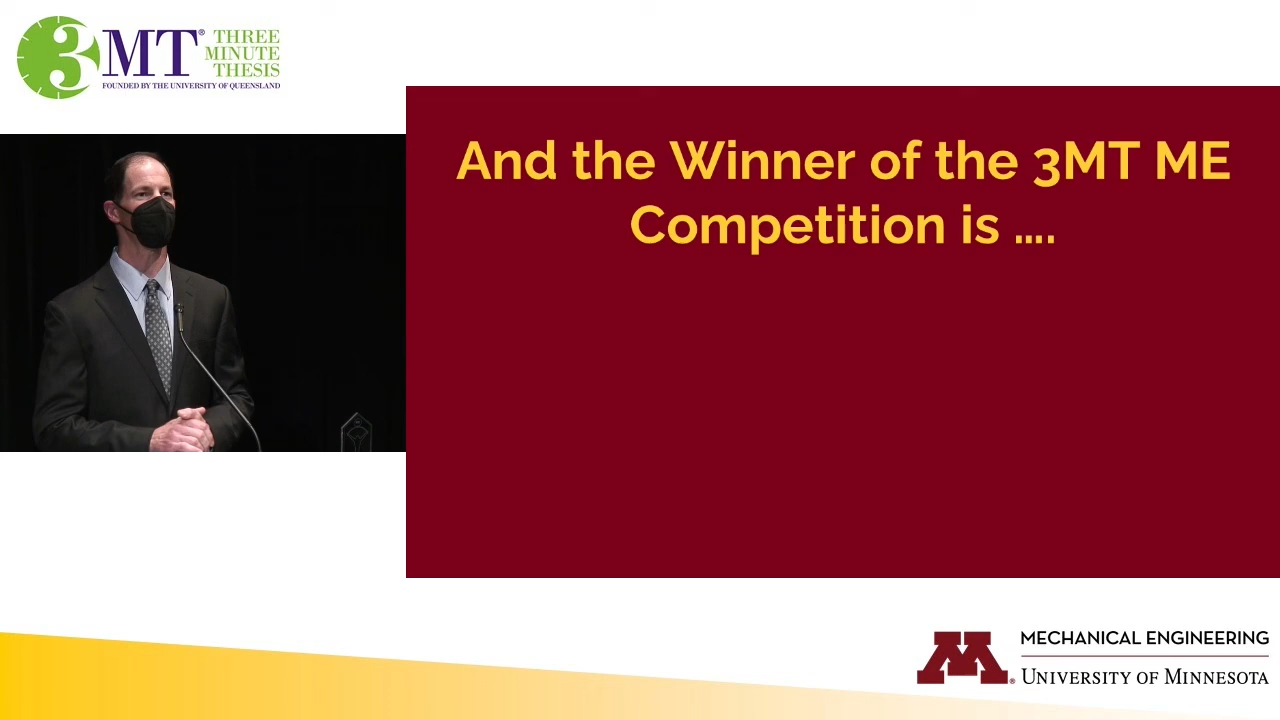 3MT® THREE
MINUTE
THESIS
FOUNDED BY THE UNIVERSITY OF QUEENSLAND
And the Winner of the 3MT ME
Competition is ....
M®
MECHANICAL ENGINEERING
UNIVERSITY OF MINNESOTA